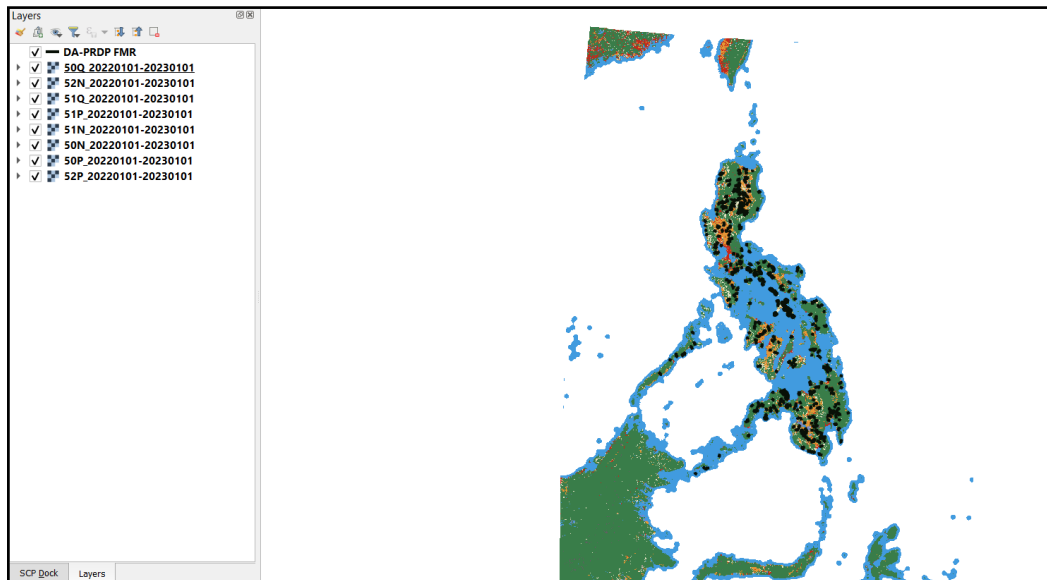 Layers
DA-PRDP FMR
50Q_20220101-20230101
52N_20220101-20230101
51Q_20220101-20230101
51P_20220101-20230101
51N_20220101-20230101
50N_20220101-20230101
50P_20220101-20230101
52P_20220101-20230101
SCP Dock Layers